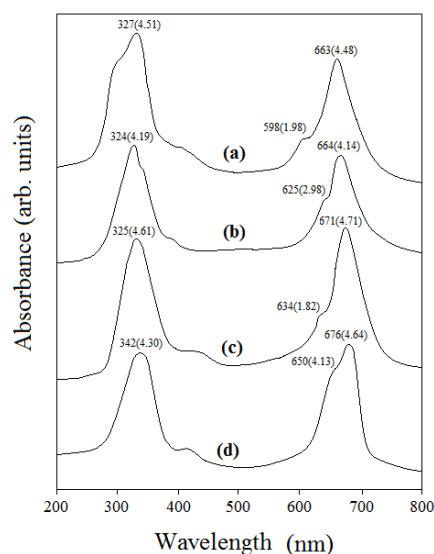 327(4.51)
663(4.48)
598(1.98)
(a)
324(4.19)
664(4.14)
625(2.98)
(b)
671(4.71)
325(4.61)
634(1.82)
(c)
676(4.64)
342(4.30)
650(4.13)
(d)
Absorbance (arb. units)
200 300 400 500 600 700 800
Wavelength (nm)